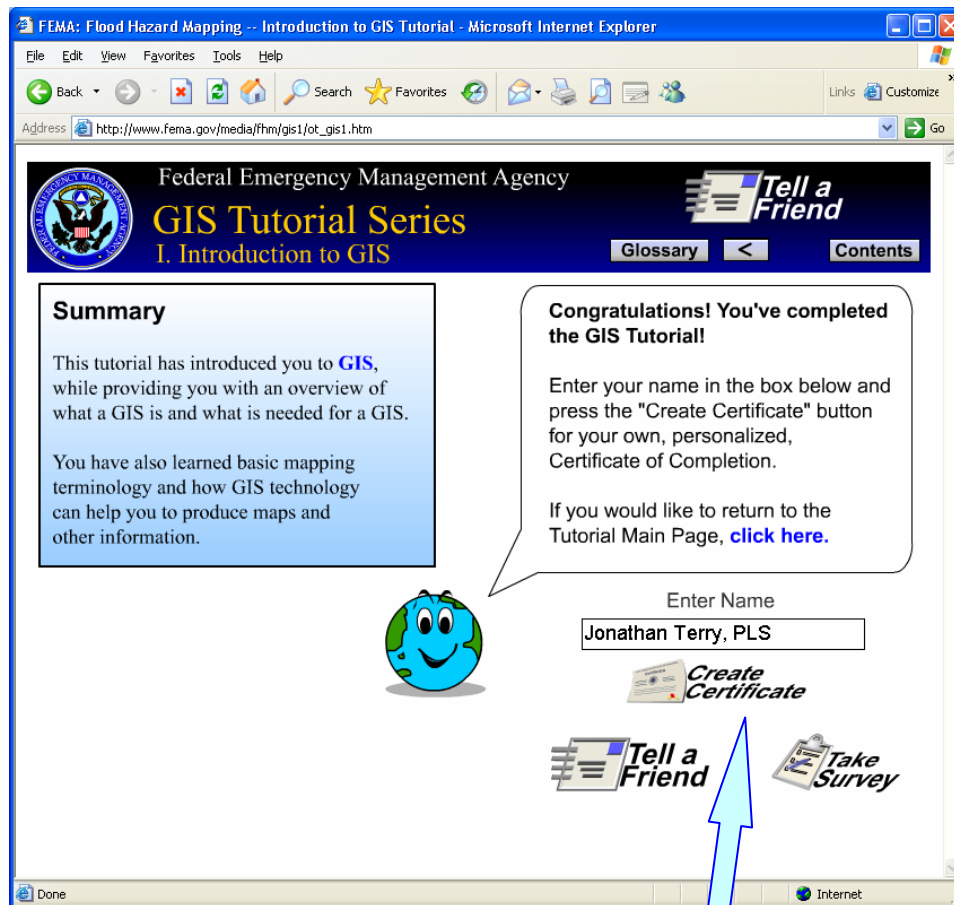 FEMA: Flood Hazard Mapping -- Introduction to GIS Tutorial - Microsoft Internet Explorer
File Edit View Favorites Tools Help
Back Search Favorites Links Customize
Address http://www.fema.gov/media/fhm/gis1/ot_gis1.htm Go
Federal Emergency Management Agency
GIS Tutorial Series
I. Introduction to GIS
Tell a
Friend
Glossary < Contents
Summary
This tutorial has introduced you to GIS,
while providing you with an overview of
what a GIS is and what is needed for a GIS.
You have also learned basic mapping
terminology and how GIS technology
can help you to produce maps and
other information.
Congratulations! You've completed
the GIS Tutorial!
Enter your name in the box below and
press the "Create Certificate" button
for your own, personalized,
Certificate of Completion.
If you would like to return to the
Tutorial Main Page, click here.
Enter Name
Jonathan Terry, PLS
Create
Certificate
Tell a
Friend
Take
Survey
Done Internet